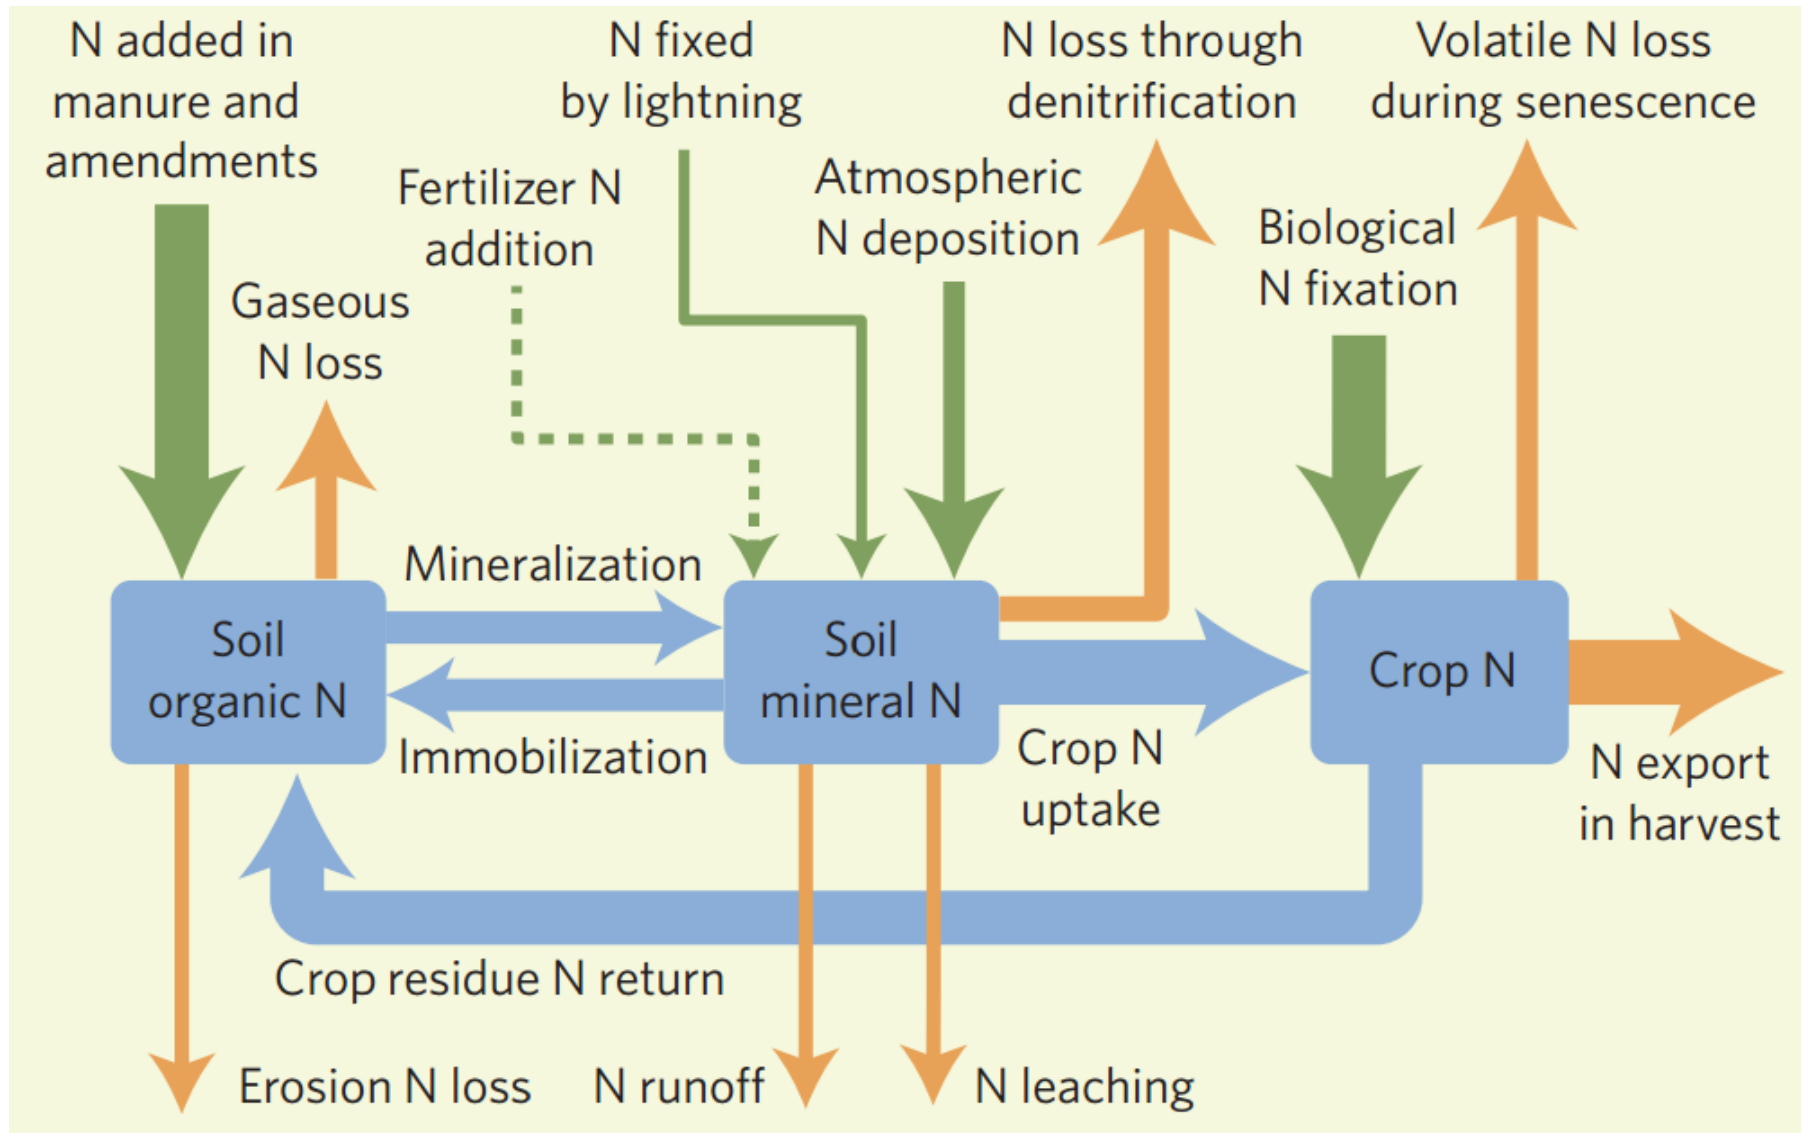 N added in
manure and
amendments
N fixed
by lightning
N loss through
denitrification
Volatile N loss
during senescence
Fertilizer N
addition
Atmospheric
N deposition
Biological
N fixation
Gaseous
N loss
Mineralization
Soil
organic N
Soil
mineral N
Crop N
Immobilization
Crop N
uptake
N export
in harvest
Crop residue N return
Erosion N loss
N runoff
N leaching